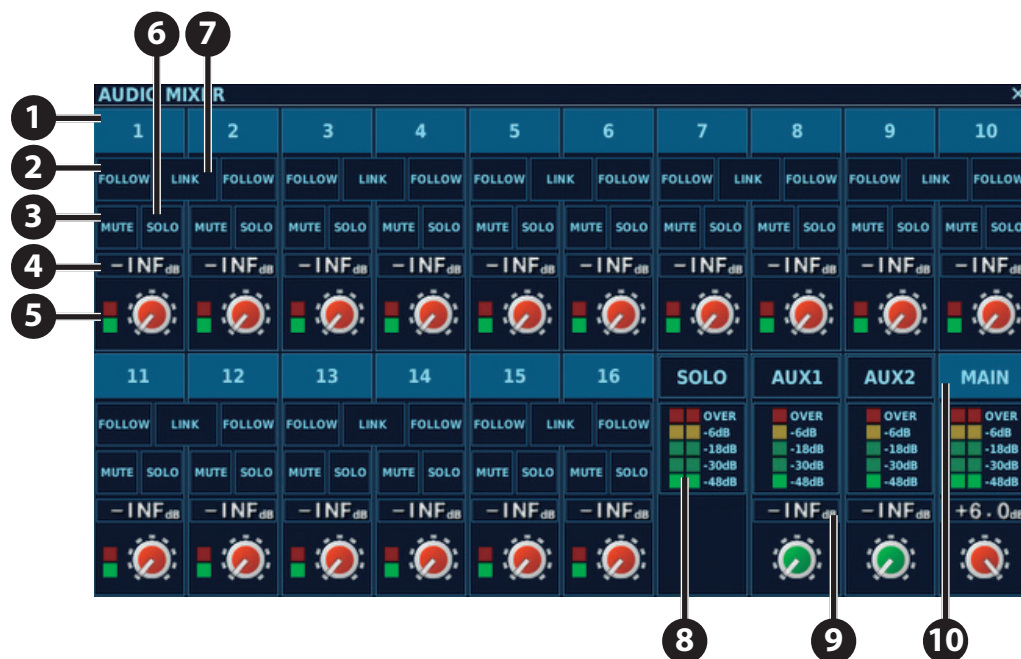 6 7
AUDIO MIXER ×
1 1 2 3 4 5 6 7 8 9 10
2 FOLLOW LINK FOLLOW FOLLOW LINK FOLLOW FOLLOW LINK FOLLOW FOLLOW LINK FOLLOW FOLLOW LINK FOLLOW
3 MUTE SOLO MUTE SOLO MUTE SOLO MUTE SOLO MUTE SOLO MUTE SOLO MUTE SOLO MUTE SOLO MUTE SOLO MUTE SOLO
4 -INFdB -INFdB -INFdB -INFdB -INFdB -INFdB -INFdB -INFdB -INFdB -INFdB
5
11 12 13 14 15 16 SOLO AUX1 AUX2 MAIN
OVER OVER OVER OVER
FOLLOW LINK FOLLOW FOLLOW LINK FOLLOW FOLLOW LINK FOLLOW -6dB -6dB -6dB -6dB
-18dB -18dB -18dB -18dB
MUTE SOLO MUTE SOLO MUTE SOLO MUTE SOLO MUTE SOLO MUTE SOLO -30dB -30dB -30dB -30dB
-48dB -48dB -48dB -48dB
-INFdB -INFdB -INFdB -INFdB -INFdB -INFdB -INFdB -INFdB +6.0dB
8 9 10